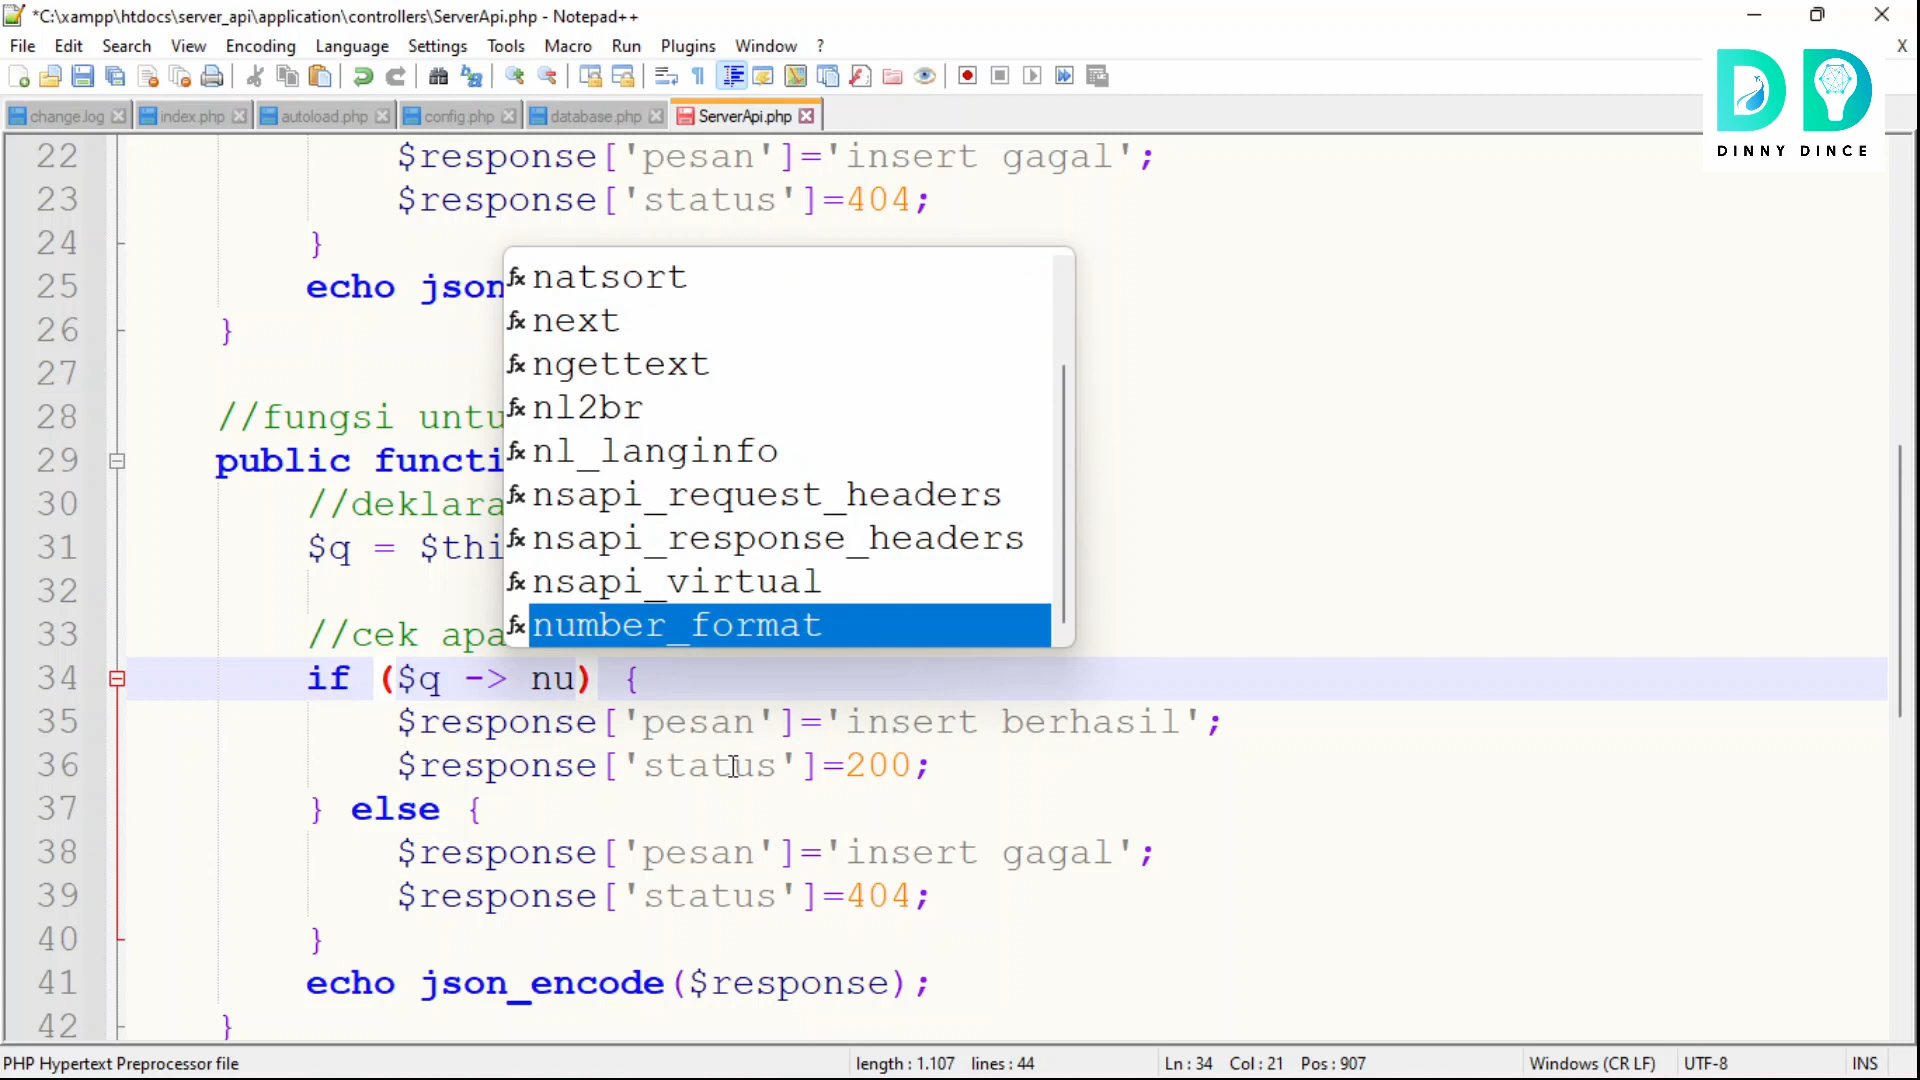 *C:\xampp\htdocs\server_api\application\controllers\ServerApi.php - Notepad++
File Edit Search View Encoding Language Settings Tools Macro Run Plugins Window ? X
change.log index.php autoload.php config.php database.php ServerApi.php
DINNY DINCE
22 $response['pesan']='insert gagal';
23 $response['status']=404;
24 }
25 echo json
26 }
27
28 //fungsi untu
29 public functi
30 //deklara
31 $q = $thi
32
33 //cek apa
natsort
next
ngettext
nl2br
nl_langinfo
nsapi_request_headers
nsapi_response_headers
nsapi_virtual
number_format
34 if ($q -> nu) {
35 $response['pesan']='insert berhasil';
36 $response['status']=200;
37 } else {
38 $response['pesan']='insert gagal';
39 $response['status']=404;
40 }
41 echo json_encode($response);
42 }
PHP Hypertext Preprocessor file length : 1.107 lines : 44 Ln : 34 Col : 21 Pos : 907 Windows (CR LF) UTF-8 INS